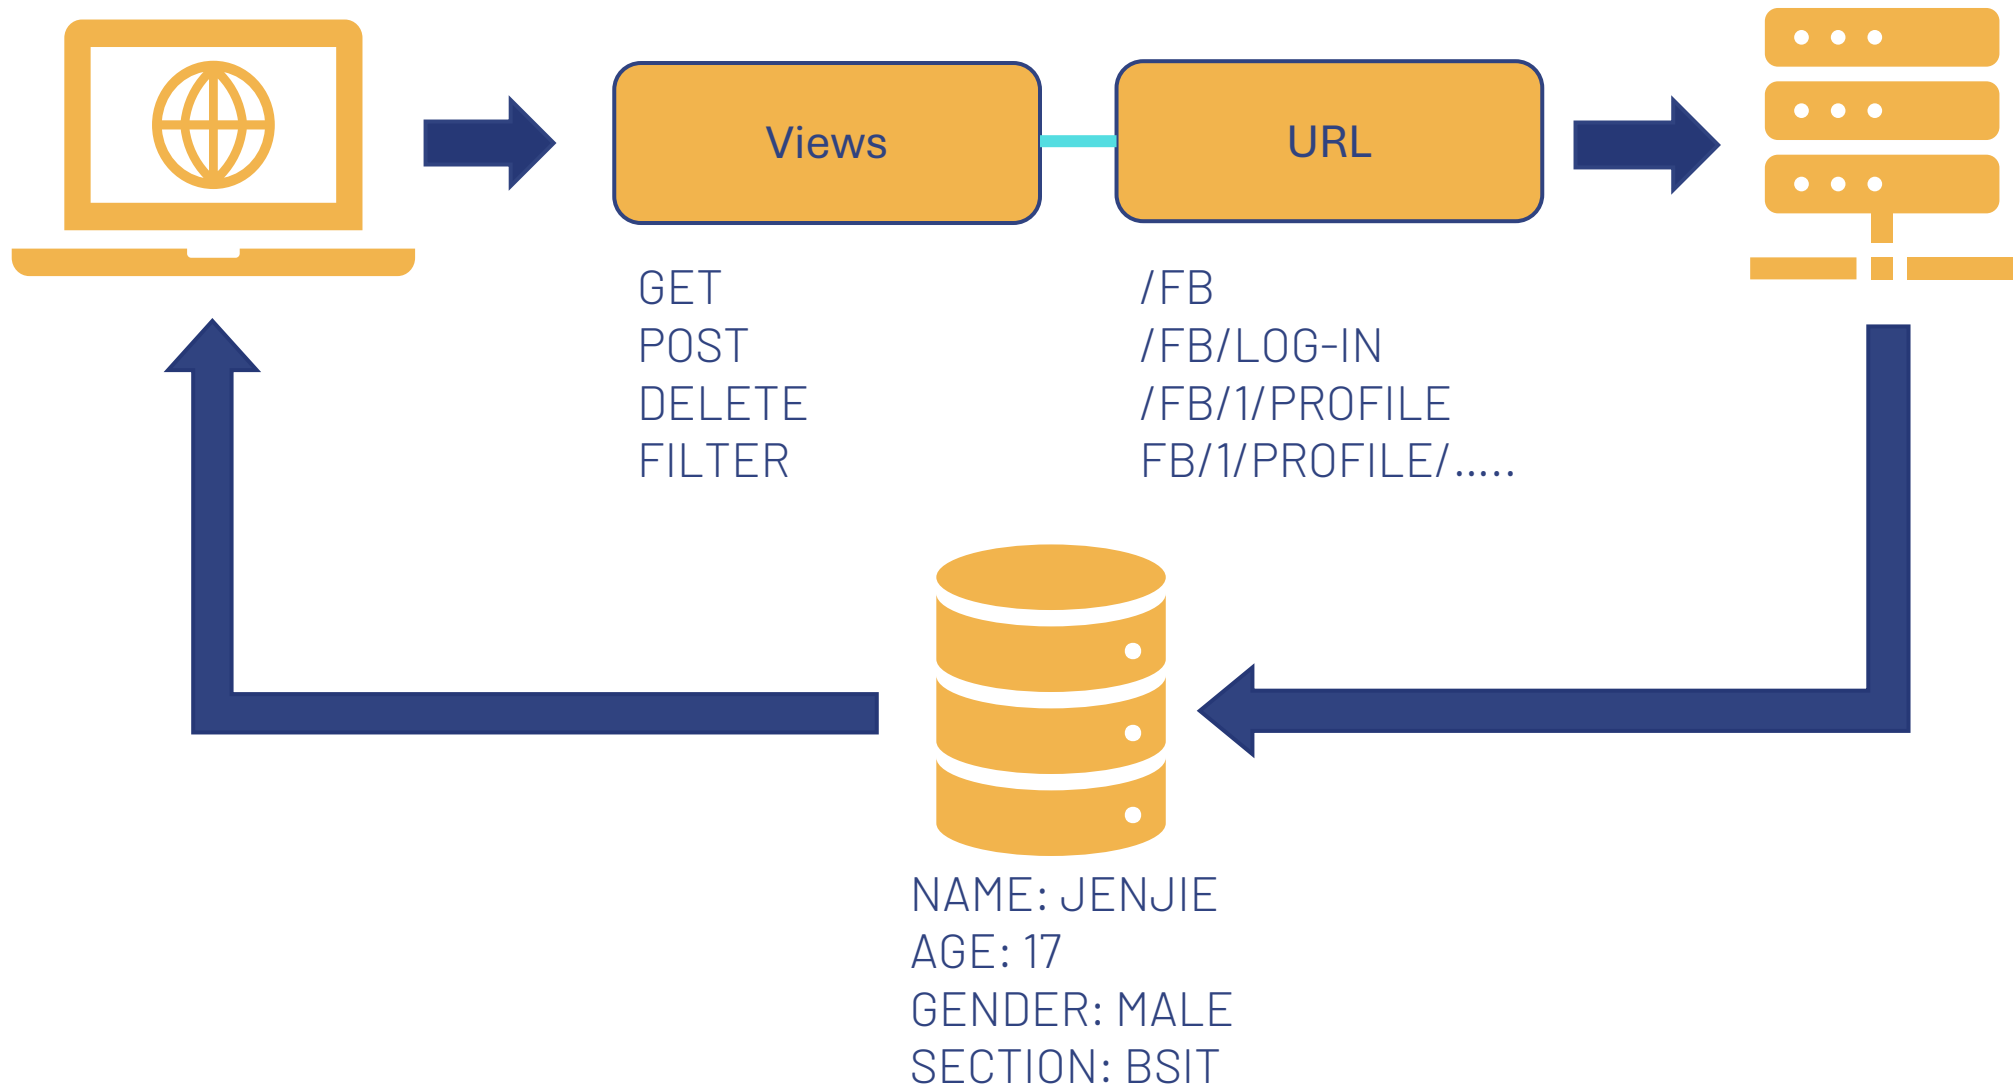 Views
URL
GET
POST
DELETE
FILTER
/FB
/FB/LOG-IN
/FB/1/PROFILE
FB/1/PROFILE/.....
NAME: JENJIE
AGE: 17
GENDER: MALE
SECTION: BSIT